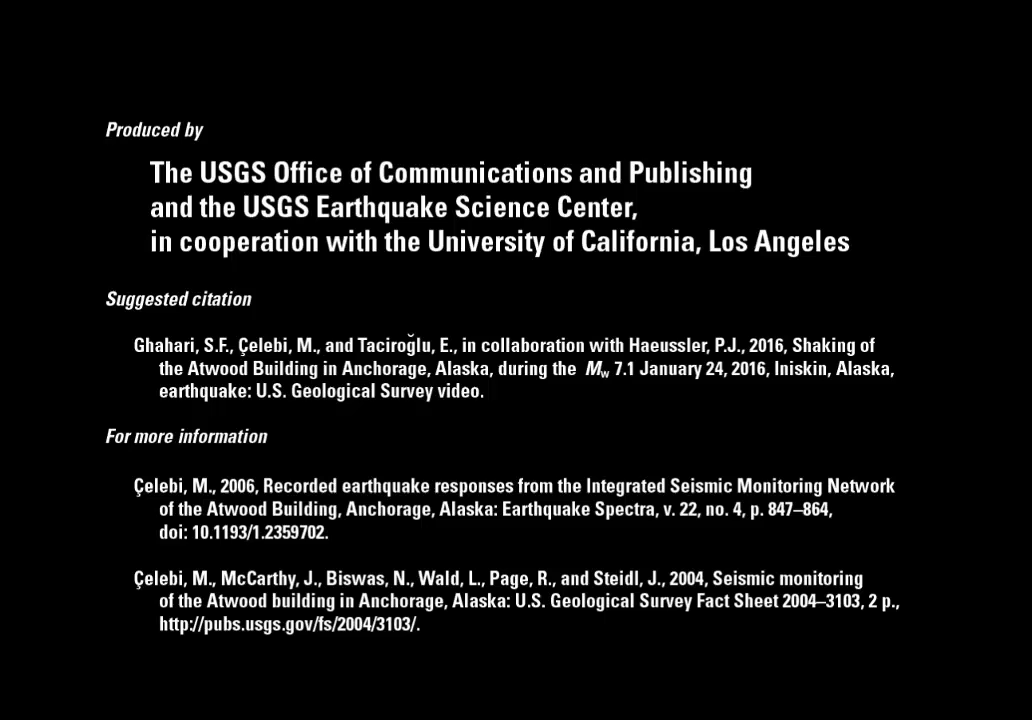 Produced by
The USGS Office of Communications and Publishing
and the USGS Earthquake Science Center,
in cooperation with the University of California, Los Angeles
Suggested citation
Ghahari, S.F., Çelebi, M., and Taciroğlu, E., in collaboration with Haeussler, P.J., 2016, Shaking of
the Atwood Building in Anchorage, Alaska, during the Mw 7.1 January 24, 2016, Iniskin, Alaska,
earthquake: U.S. Geological Survey video.
For more information
Çelebi, M., 2006, Recorded earthquake responses from the Integrated Seismic Monitoring Network
of the Atwood Building, Anchorage, Alaska: Earthquake Spectra, v. 22, no. 4, p. 847–864,
doi: 10.1193/1.2359702.
Çelebi, M., McCarthy, J., Biswas, N., Wald, L., Page, R., and Steidl, J., 2004, Seismic monitoring
of the Atwood building in Anchorage, Alaska: U.S. Geological Survey Fact Sheet 2004–3103, 2 p.,
http://pubs.usgs.gov/fs/2004/3103/.